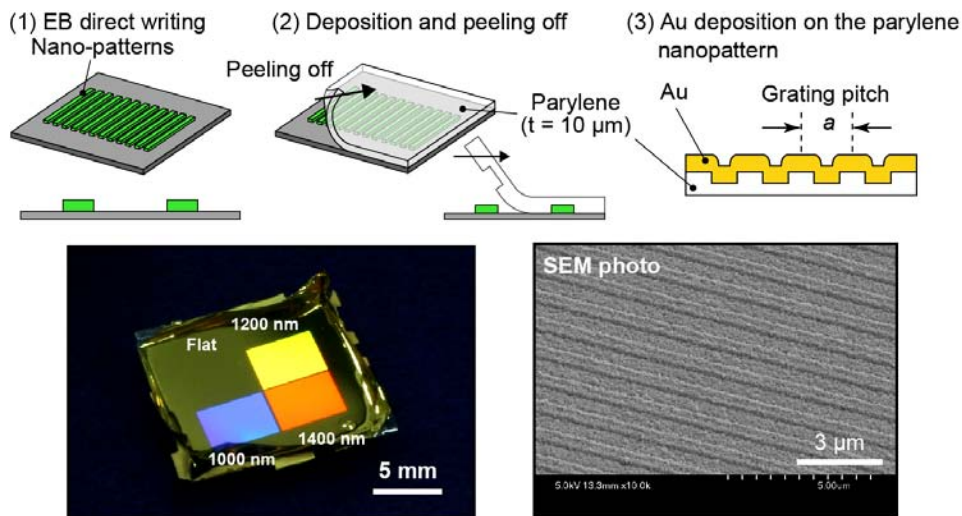 (1) EB direct writing
Nano-patterns
(2) Deposition and peeling off
Peeling off
Parylene
(t = 10 µm)
(3) Au deposition on the parylene
nanopattern
Au
Grating pitch
a
1200 nm
Flat
1400 nm
1000 nm
5 mm
SEM photo
3 µm
5.0kV 13.3mm x10.0k
5.00um